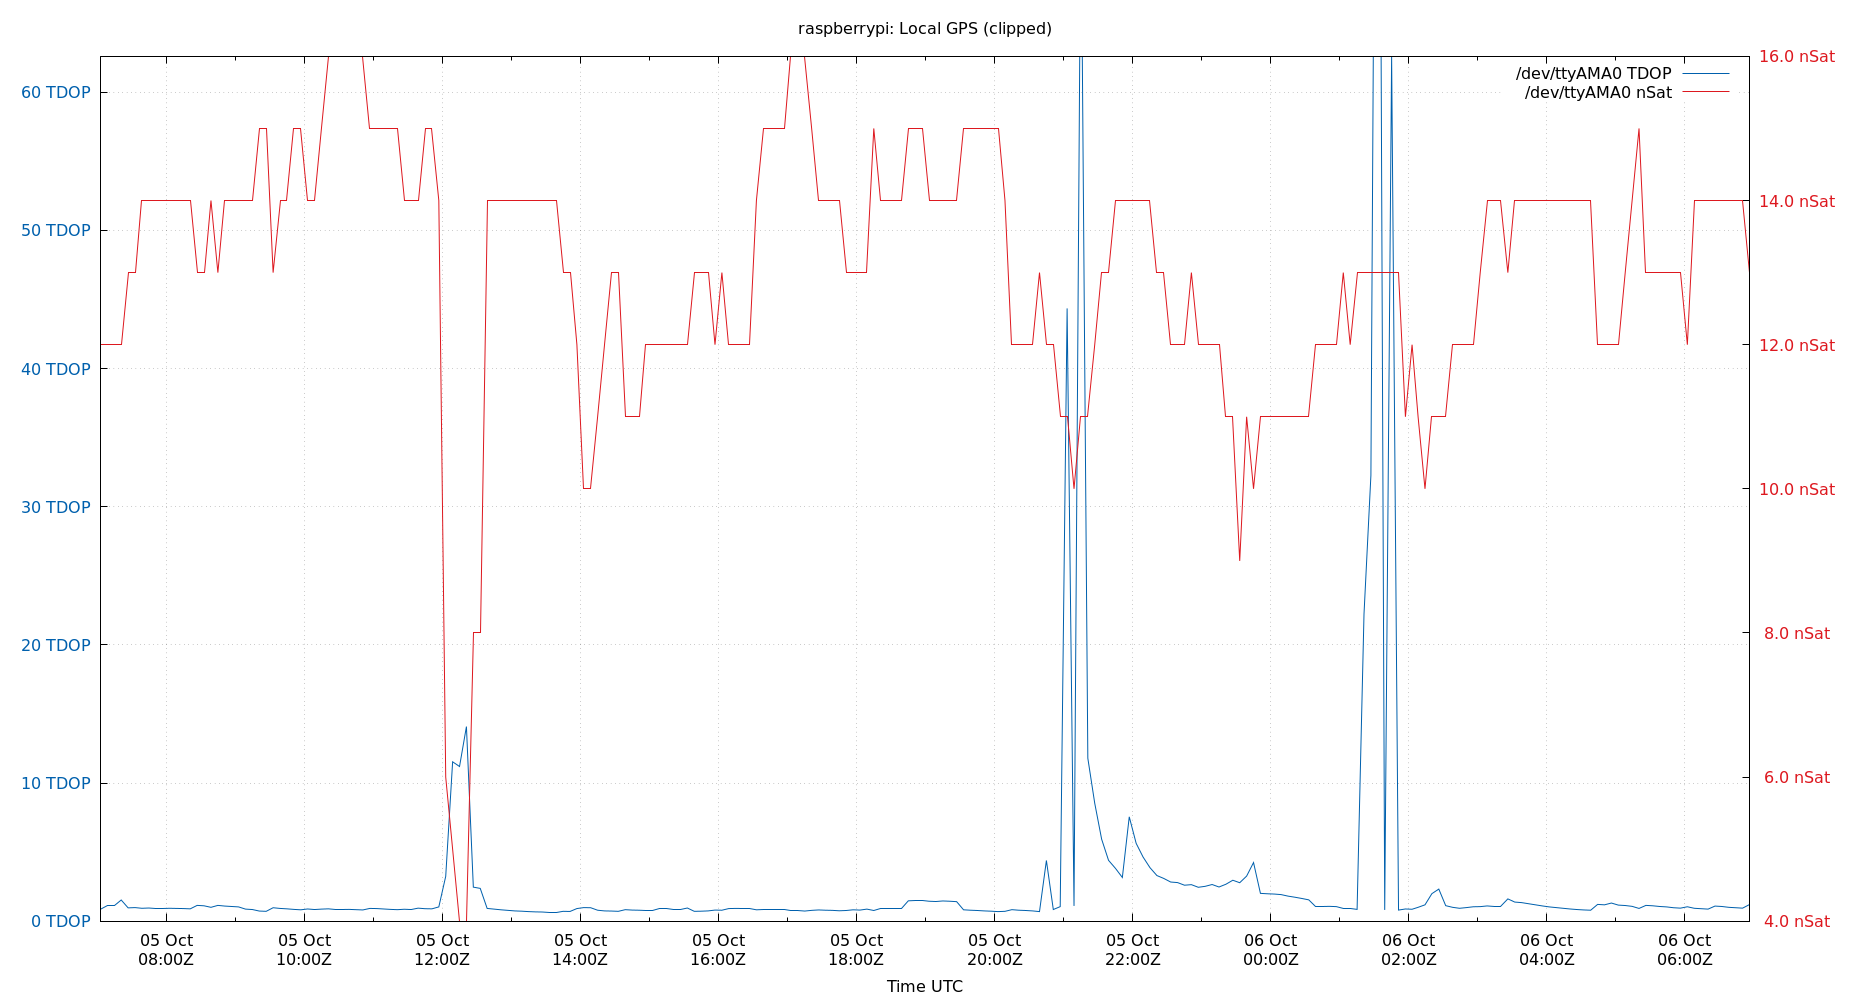 raspberrypi: Local GPS (clipped)
/dev/ttyAMA0 TDOP
/dev/ttyAMA0 nSat
60 TDOP
50 TDOP
40 TDOP
30 TDOP
20 TDOP
10 TDOP
0 TDOP
16.0 nSat
14.0 nSat
12.0 nSat
10.0 nSat
8.0 nSat
6.0 nSat
4.0 nSat
05 Oct
08:00Z
05 Oct
10:00Z
05 Oct
12:00Z
05 Oct
14:00Z
05 Oct
16:00Z
05 Oct
18:00Z
05 Oct
20:00Z
05 Oct
22:00Z
06 Oct
00:00Z
06 Oct
02:00Z
06 Oct
04:00Z
06 Oct
06:00Z
Time UTC